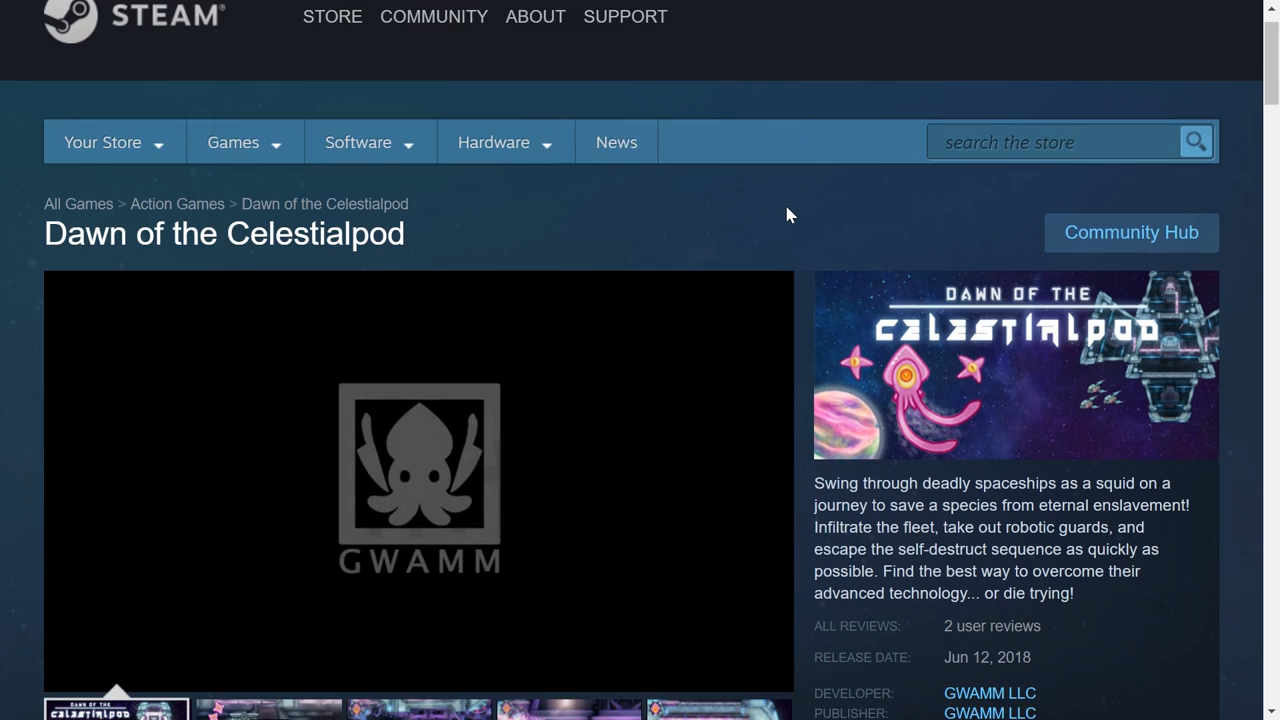 STEAM®
STORE COMMUNITY ABOUT SUPPORT
Your Store Games Software Hardware News search the store
All Games > Action Games > Dawn of the Celestialpod
Dawn of the Celestialpod
Community Hub
GWAMM
DAWN OF THE
CELESTIALPOD
Swing through deadly spaceships as a squid on a
journey to save a species from eternal enslavement!
Infiltrate the fleet, take out robotic guards, and
escape the self-destruct sequence as quickly as
possible. Find the best way to overcome their
advanced technology... or die trying!
ALL REVIEWS: 2 user reviews
RELEASE DATE: Jun 12, 2018
DEVELOPER: GWAMM LLC
PUBLISHER: GWAMM LLC
DAWN OF THE
CELESTIALPOD